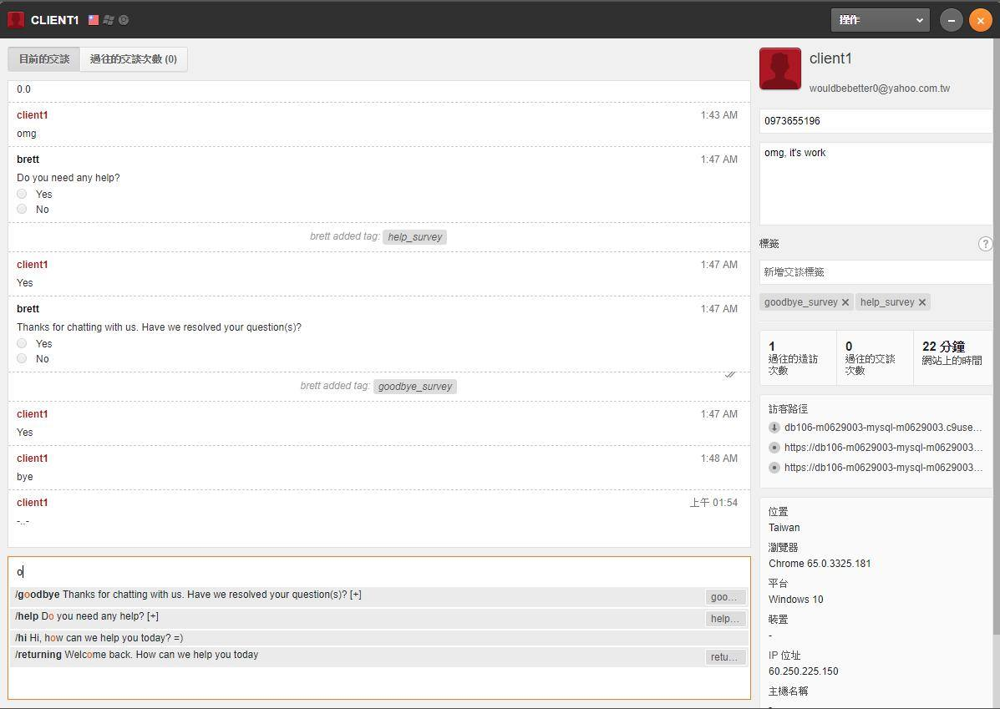 CLIENT1
操作
目前的交談
過往的交談次數 (0)
0.0
client1 1:43 AM
omg
brett 1:47 AM
Do you need any help?
Yes
No
brett added tag: help_survey
client1 1:47 AM
Yes
brett 1:47 AM
Thanks for chatting with us. Have we resolved your question(s)?
Yes
No
brett added tag: goodbye_survey
client1 1:47 AM
Yes
client1 1:48 AM
bye
client1 上午 01:54
-..-
o
/goodbye Thanks for chatting with us. Have we resolved your question(s)? [+] goo...
/help Do you need any help? [+] help...
/hi Hi, how can we help you today? =)
/returning Welcome back. How can we help you today retu...
client1
wouldbebetter0@yahoo.com.tw
0973655196
omg, it's work
標籤
?
新增交談標籤
goodbye_survey × help_survey ×
1
過往的造訪
次數
0
過往的交談
次數
22 分鐘
網站上的時間
訪客路徑
db106-m0629003-mysql-m0629003.c9use...
https://db106-m0629003-mysql-m0629003...
https://db106-m0629003-mysql-m0629003...
位置
Taiwan
瀏覽器
Chrome 65.0.3325.181
平台
Windows 10
裝置
-
IP 位址
60.250.225.150
主機名稱
-